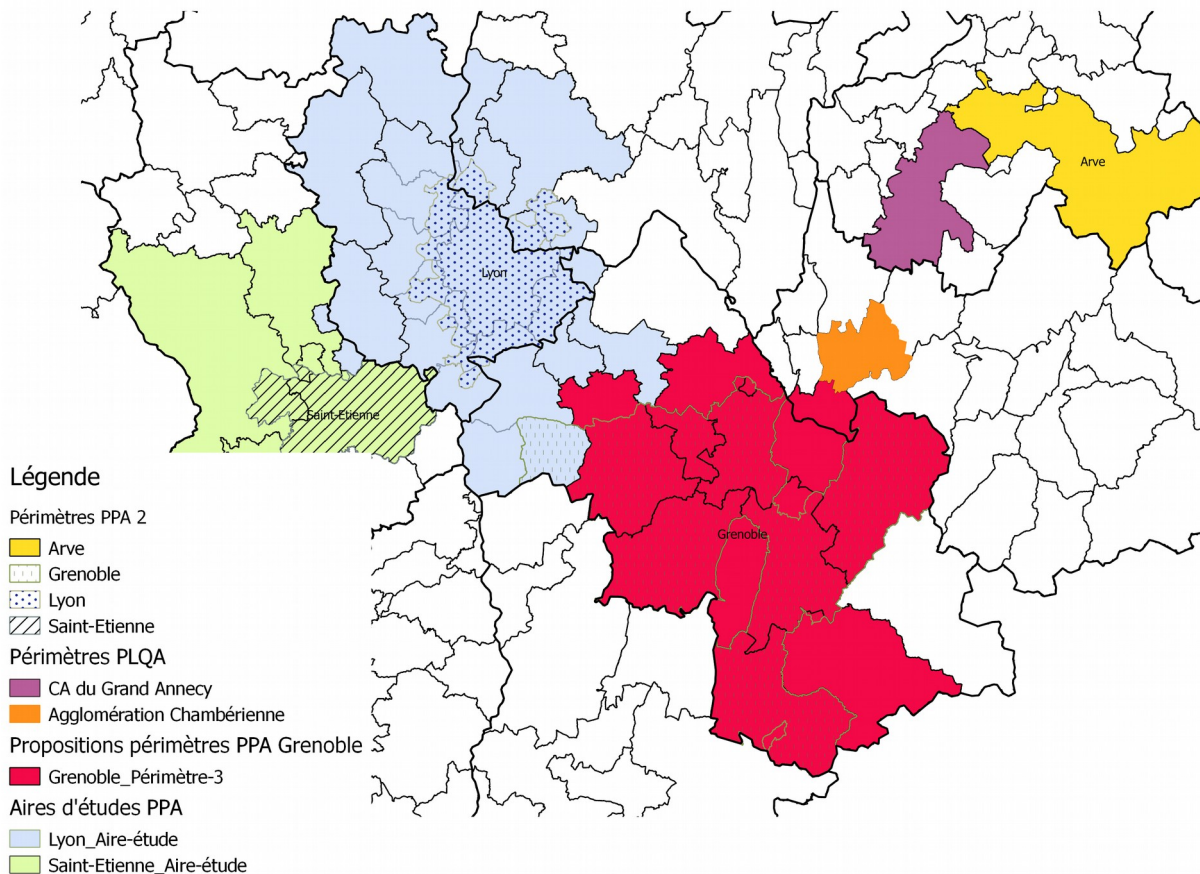 Arve
Lyon
Saint-Etienne
Grenoble
Légende
Périmètres PPA 2
Arve
Grenoble
Lyon
Saint-Etienne
Périmètres PLQA
CA du Grand Annecy
Agglomération Chambérienne
Propositions périmètres PPA Grenoble
Grenoble_Périmètre-3
Aires d'études PPA
Lyon_Aire-étude
Saint-Etienne_Aire-étude